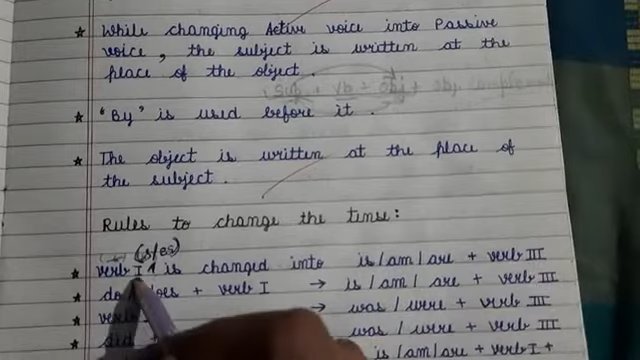 ★ While changing Active voice into Passive
voice, the subject is written at the
place of the object.
★ "By" is used before it.
★ The object is written at the place of
the subject.
Rules to change the tense:
(s/es)
★ verb I is changed into is/am/are + verb III
★ do + verb I → is/am/are + verb III
★ verb → was/were + verb III
★ did was/were + verb III
is/am/are + verb I +